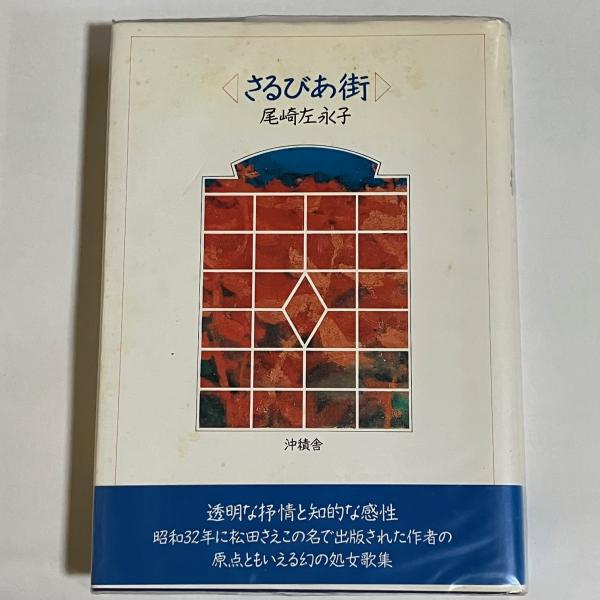 さるびあ街
尾崎左永子
沖積舎
透明な抒情と知的な感性
昭和32年に松田さえこの名で出版された作者の
原点ともいえる幻の処女歌集